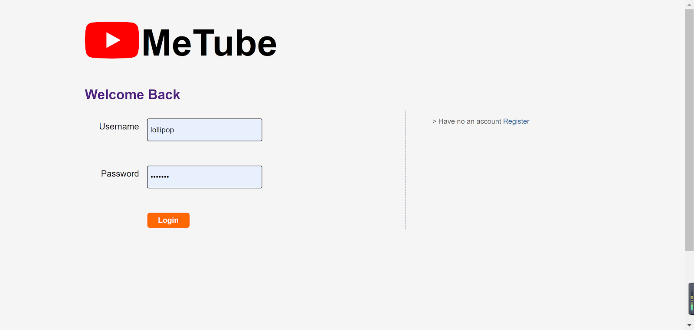 MeTube
Welcome Back
Username
lollipop
> Have no an account Register
Password
•••••••
Login